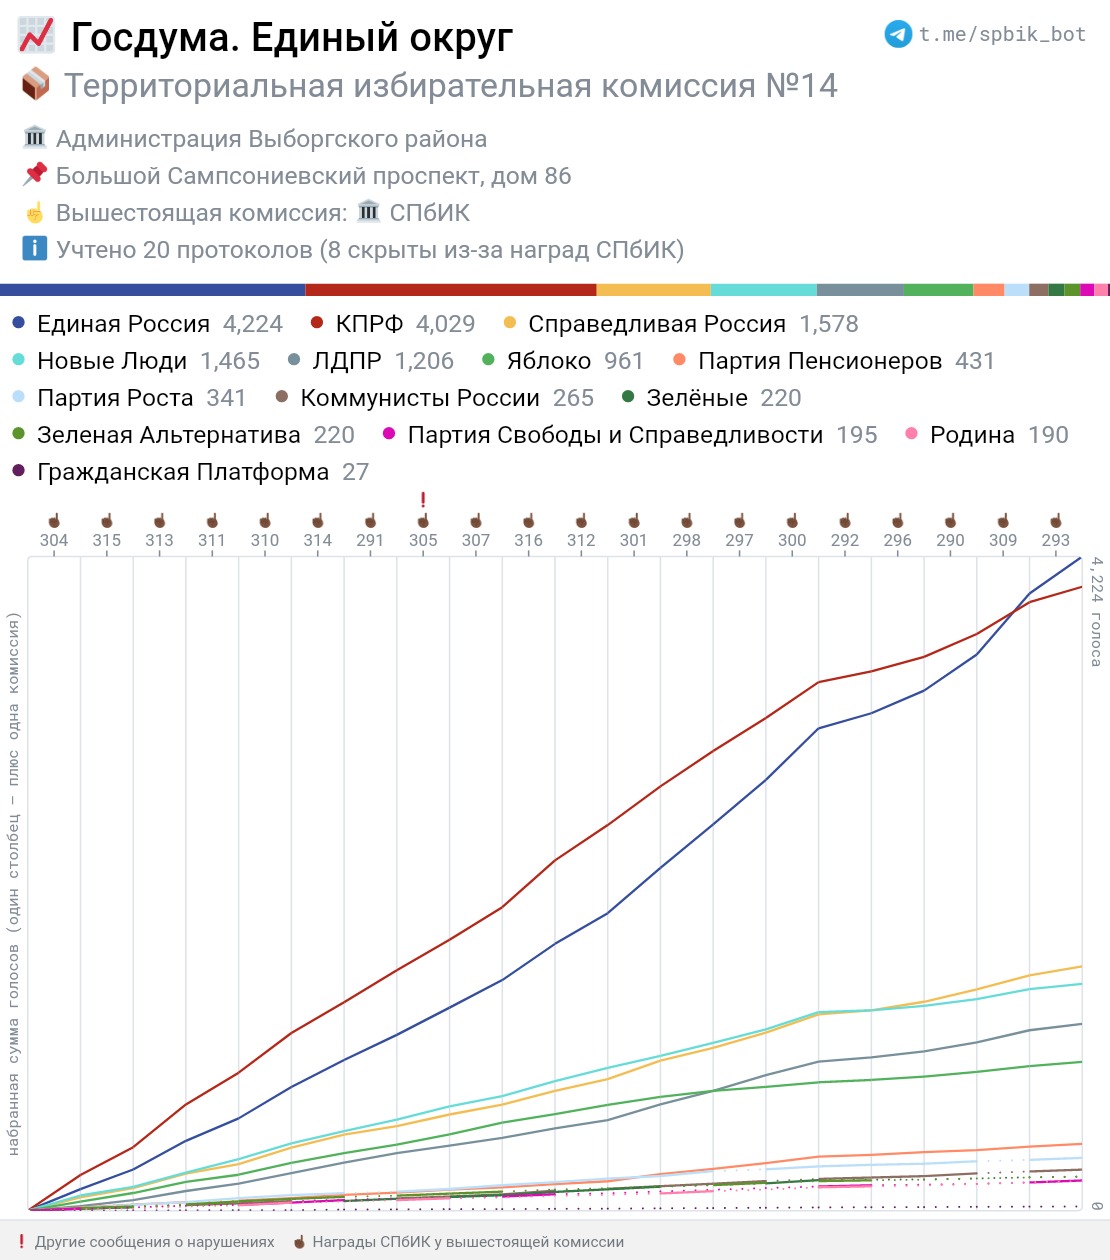 Госдума. Единый округ
t.me/spbik_bot
Территориальная избирательная комиссия №14
Администрация Выборгского района
Большой Сампсониевский проспект, дом 86
Вышестоящая комиссия: СПбИК
Учтено 20 протоколов (8 скрыты из-за наград СПбИК)
Единая Россия 4,224 КПРФ 4,029 Справедливая Россия 1,578
Новые Люди 1,465 ЛДПР 1,206 Яблоко 961 Партия Пенсионеров 431
Партия Роста 341 Коммунисты России 265 Зелёные 220
Зеленая Альтернатива 220 Партия Свободы и Справедливости 195 Родина 190
Гражданская Платформа 27
304 315 313 311 310 314 291 305 307 316 312 301 298 297 300 292 296 290 309 293
4,224 голоса
набранная сумма голосов (один столбец – плюс одна комиссия)
0
Другие сообщения о нарушениях Награды СПбИК у вышестоящей комиссии